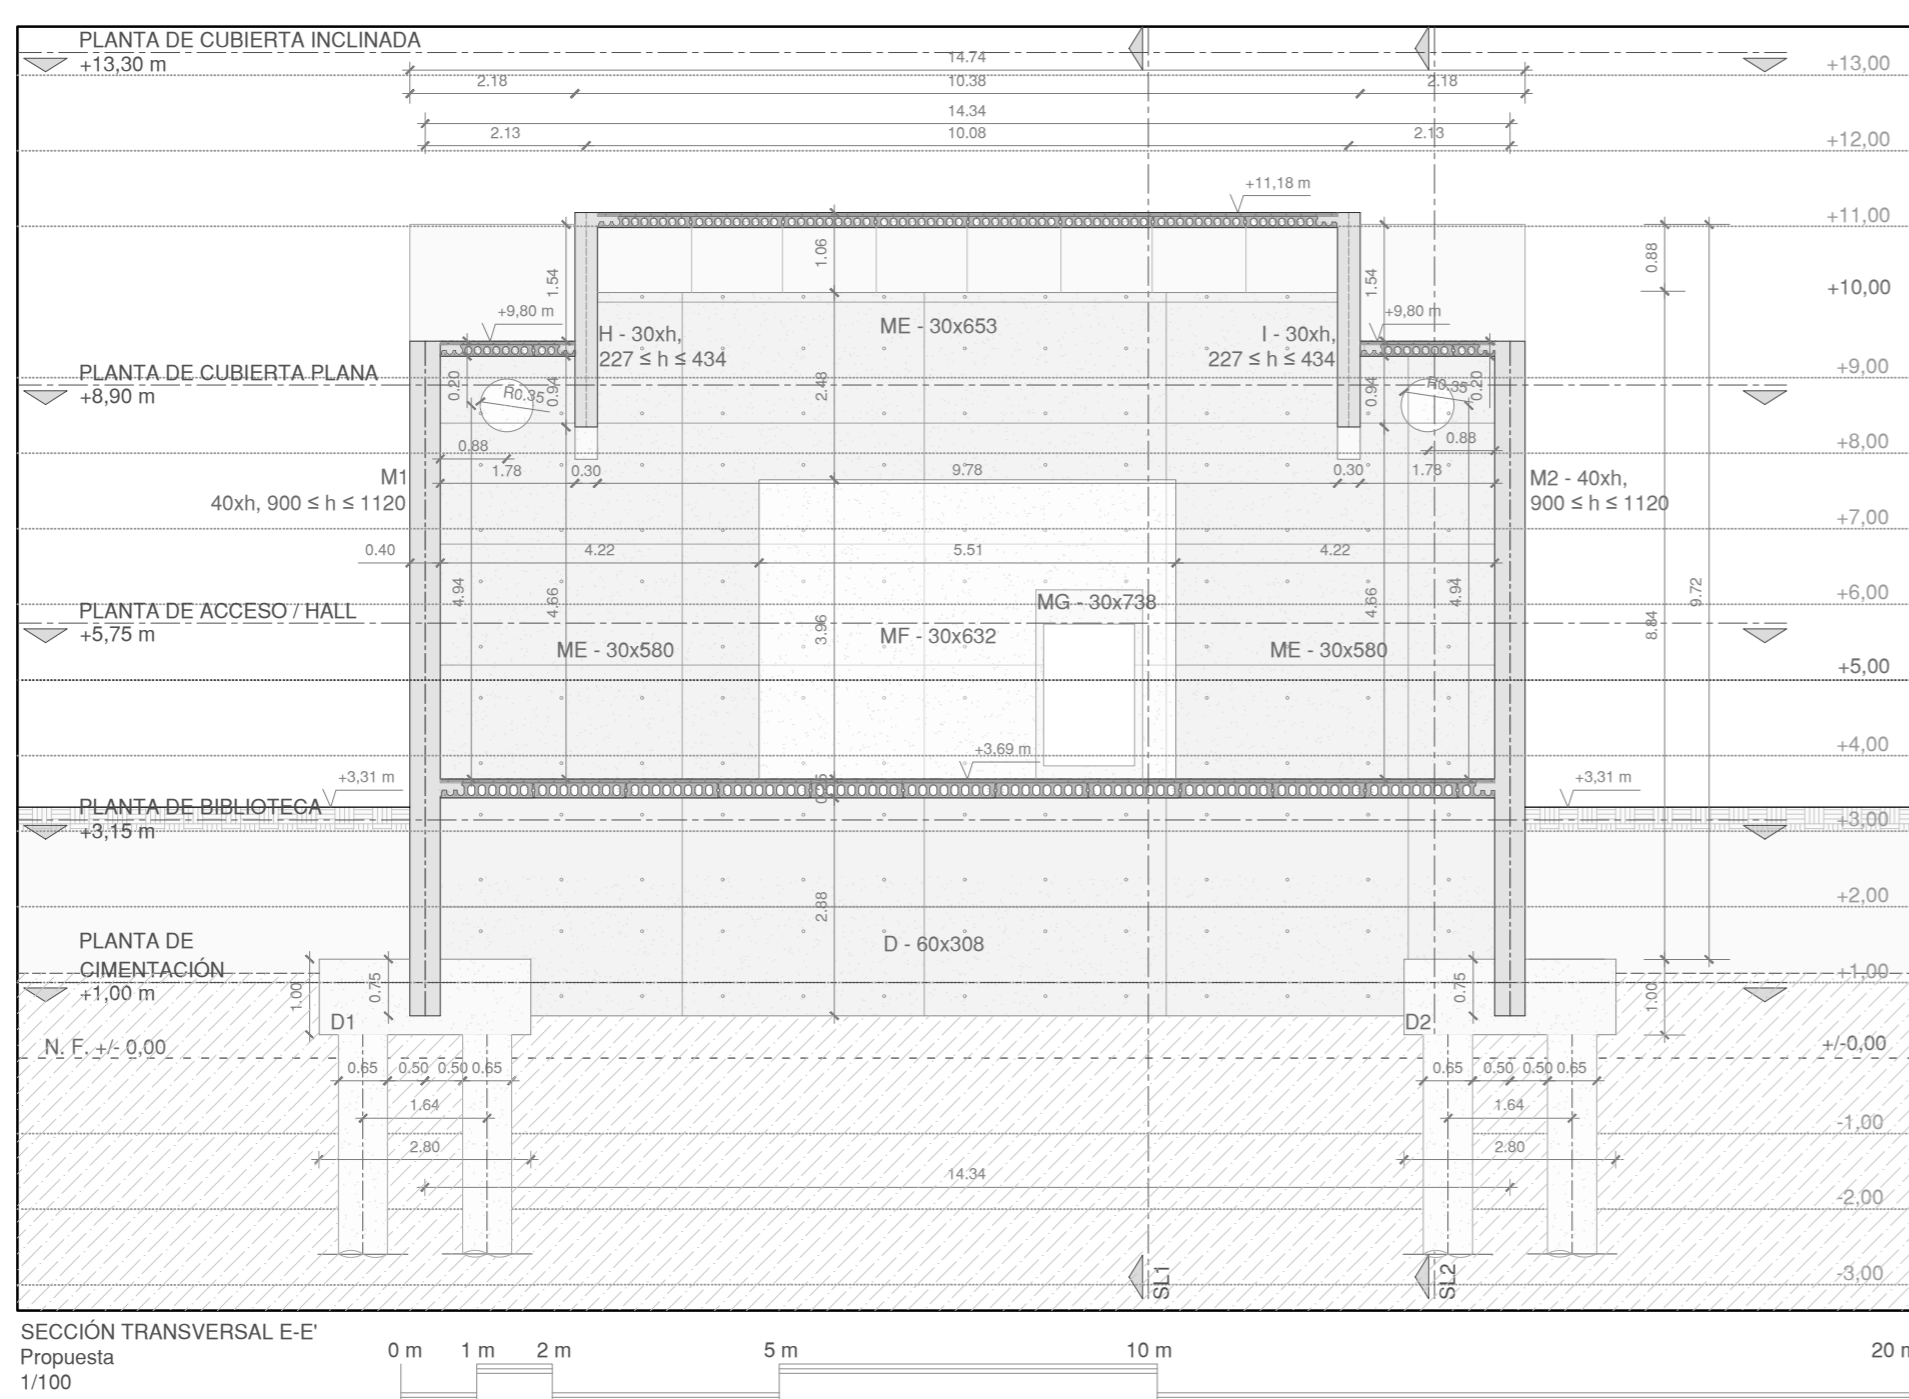 PLANTA DE CUBIERTA INCLINADA
+13,30 m
14.74
+13,00
2.18
10.38
2.18
14.34
2.13
10.08
2.13
+12,00
+11,18 m
+11,00
1.06
0.88
1.54
1.54
+10,00
+9,80 m
+9,80 m
H - 30xh,
227 ≤ h ≤ 434
ME - 30x653
I - 30xh,
227 ≤ h ≤ 434
PLANTA DE CUBIERTA PLANA
+8,90 m
+9,00
0.20
R0.35
0.94
2.48
0.94
R0.35
0.20
0.88
0.88
+8,00
M1
40xh, 900 ≤ h ≤ 1120
1.78
0.30
9.78
0.30
1.78
M2 - 40xh,
900 ≤ h ≤ 1120
+7,00
0.40
4.22
5.51
4.22
4.94
4.66
3.96
4.66
4.94
9.72
8.84
+6,00
PLANTA DE ACCESO / HALL
+5,75 m
MG - 30x738
ME - 30x580
MF - 30x632
ME - 30x580
+5,00
+4,00
+3,69 m
+3,31 m
+3,31 m
PLANTA DE BIBLIOTECA
+3,15 m
+3,00
2.88
+2,00
D - 60x308
PLANTA DE
CIMENTACIÓN
+1,00 m
+1,00
1.00
0.75
0.75
1.00
D1
D2
N. F. +/- 0,00
+/-0,00
0.65
0.50
0.50
0.65
0.65
0.50
0.50
0.65
1.64
1.64
-1,00
2.80
2.80
14.34
-2,00
-3,00
SL1
SL2
SECCIÓN TRANSVERSAL E-E'
Propuesta
1/100
0 m
1 m
2 m
5 m
10 m
20 m